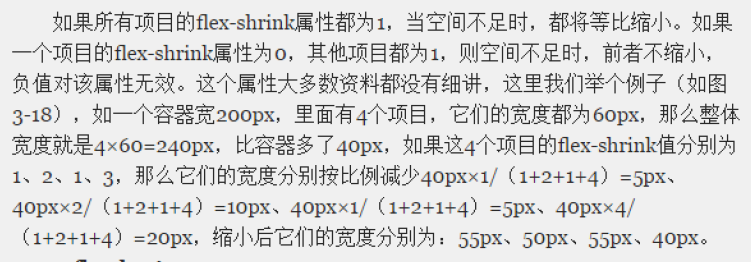 如果所有项目的flex-shrink属性都为1，当空间不足时，都将等比缩小。如果
一个项目的flex-shrink属性为0，其他项目都为1，则空间不足时，前者不缩小，
负值对该属性无效。这个属性大多数资料都没有细讲，这里我们举个例子（如图
3-18），如一个容器宽200px，里面有4个项目，它们的宽度都为60px，那么整体
宽度就是4×60=240px，比容器多了40px，如果这4个项目的flex-shrink值分别为
1、2、1、3，那么它们的宽度分别按比例减少40px×1/（1+2+1+4）=5px、
40px×2/（1+2+1+4）=10px、40px×1/（1+2+1+4）=5px、40px×4/
（1+2+1+4）=20px，缩小后它们的宽度分别为：55px、50px、55px、40px。